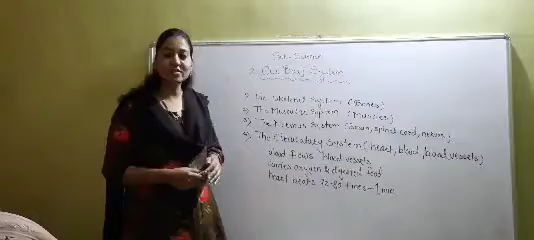 Sub:- Science
2. Our Body System
1) The Skeletal System (Bones)
2) The Muscular System (Muscles)
3) The Nervous System (brain, spinal cord, nerves)
4) The Circulatory System (heart, blood, blood vessels)
blood flows blood vessels
carries oxygen & digested food
heart beats 72-80 times - 1 min